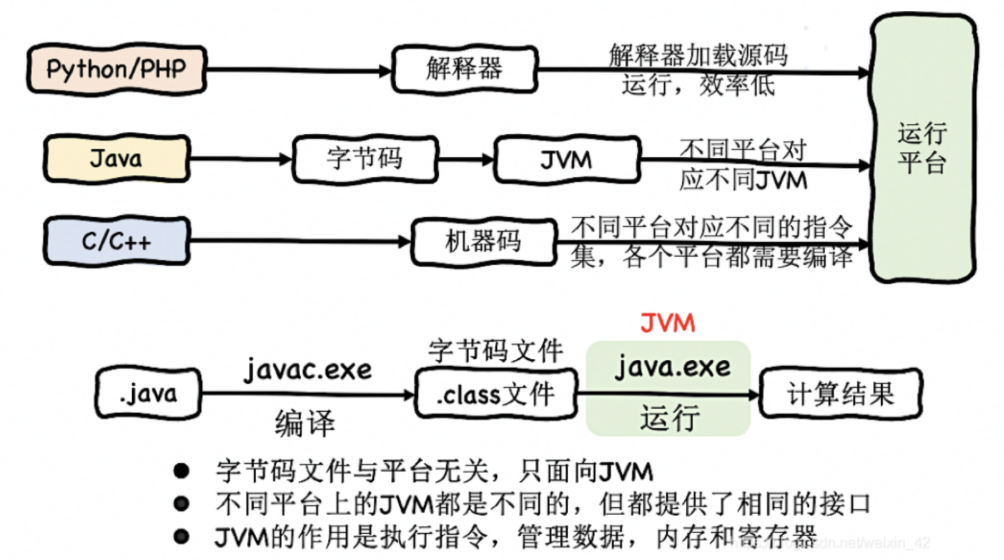 Python/PHP
解释器
解释器加载源码
运行，效率低
Java
字节码
JVM
不同平台对
应不同JVM
C/C++
机器码
不同平台对应不同的指令
集，各个平台都需要编译
运行
平台
.java
javac.exe
编译
字节码文件
.class文件
JVM
java.exe
运行
计算结果
● 字节码文件与平台无关，只面向JVM
● 不同平台上的JVM都是不同的，但都提供了相同的接口
● JVM的作用是执行指令，管理数据，内存和寄存器